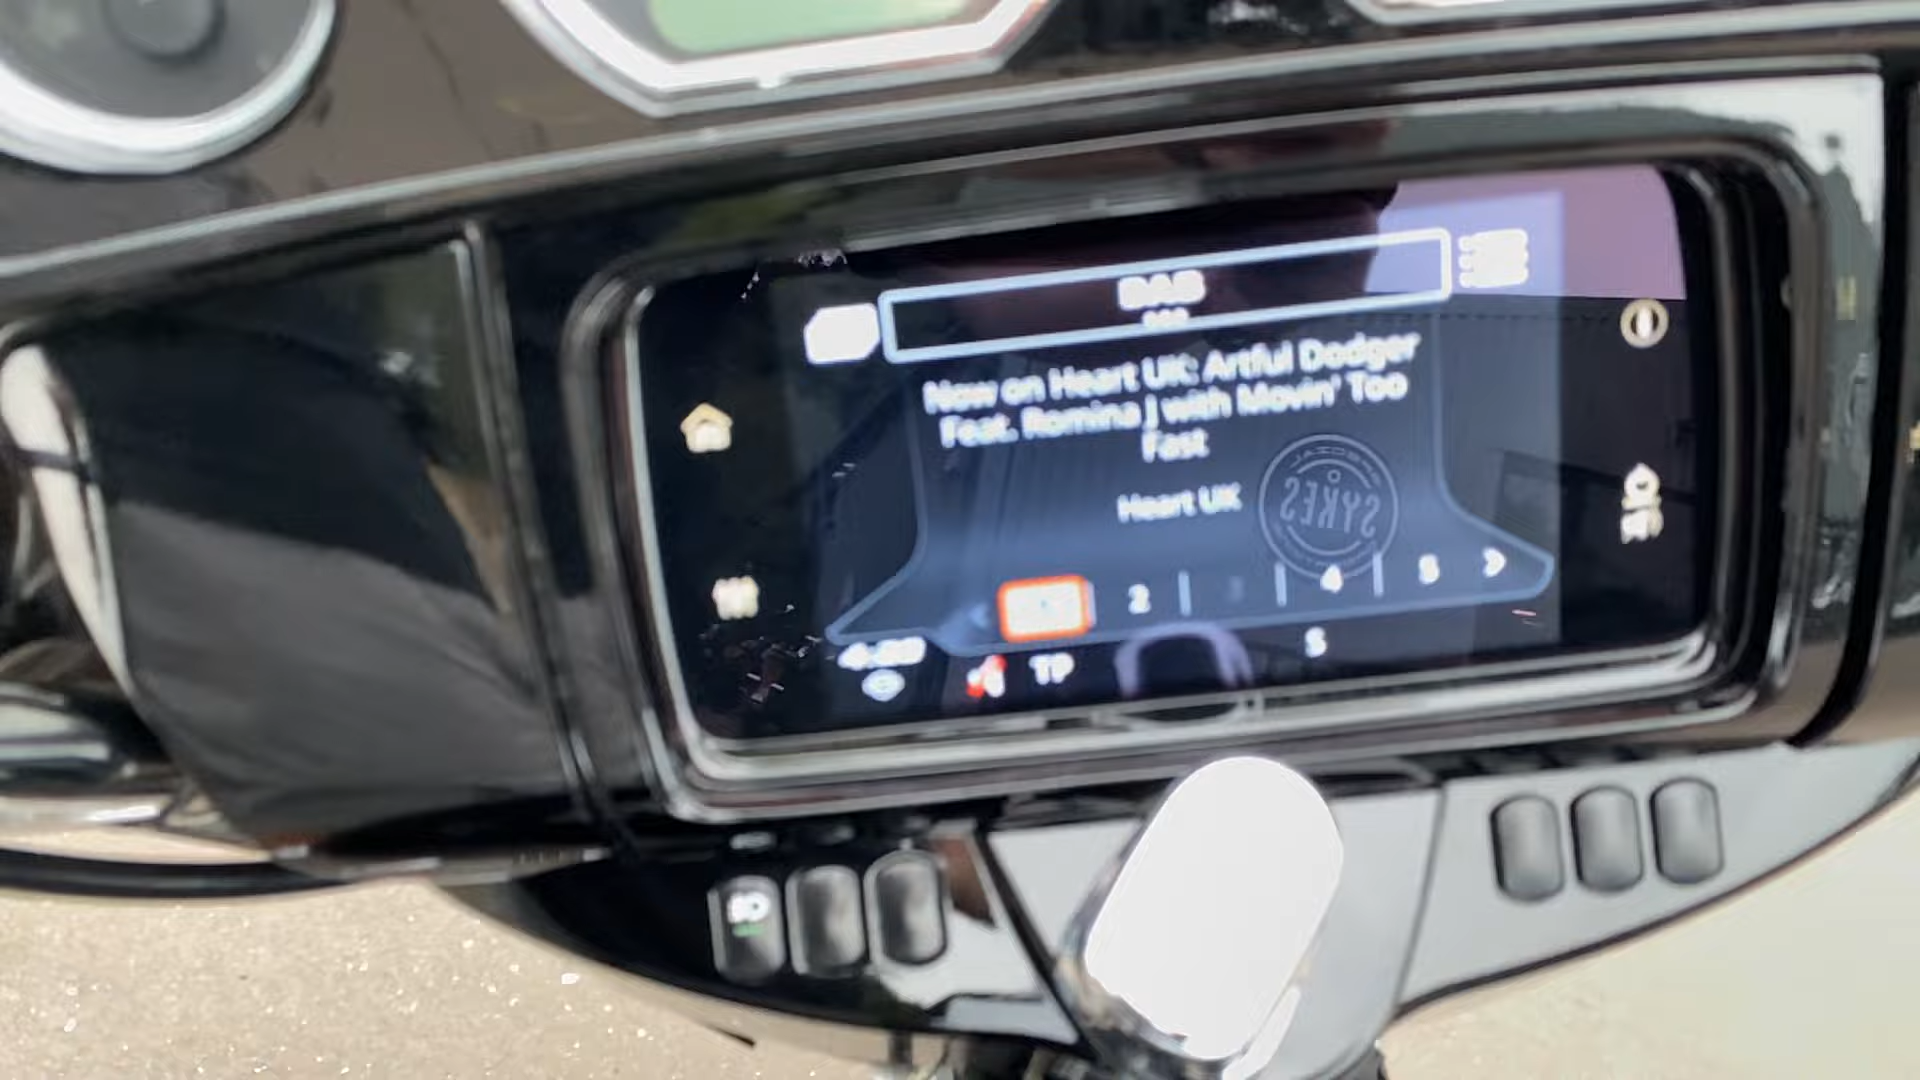 DAB
Now on Heart UK: Artful Dodger
Feat. Romina J with Movin' Too
Fast
Heart UK
SYKES
2
4
5
TP
S